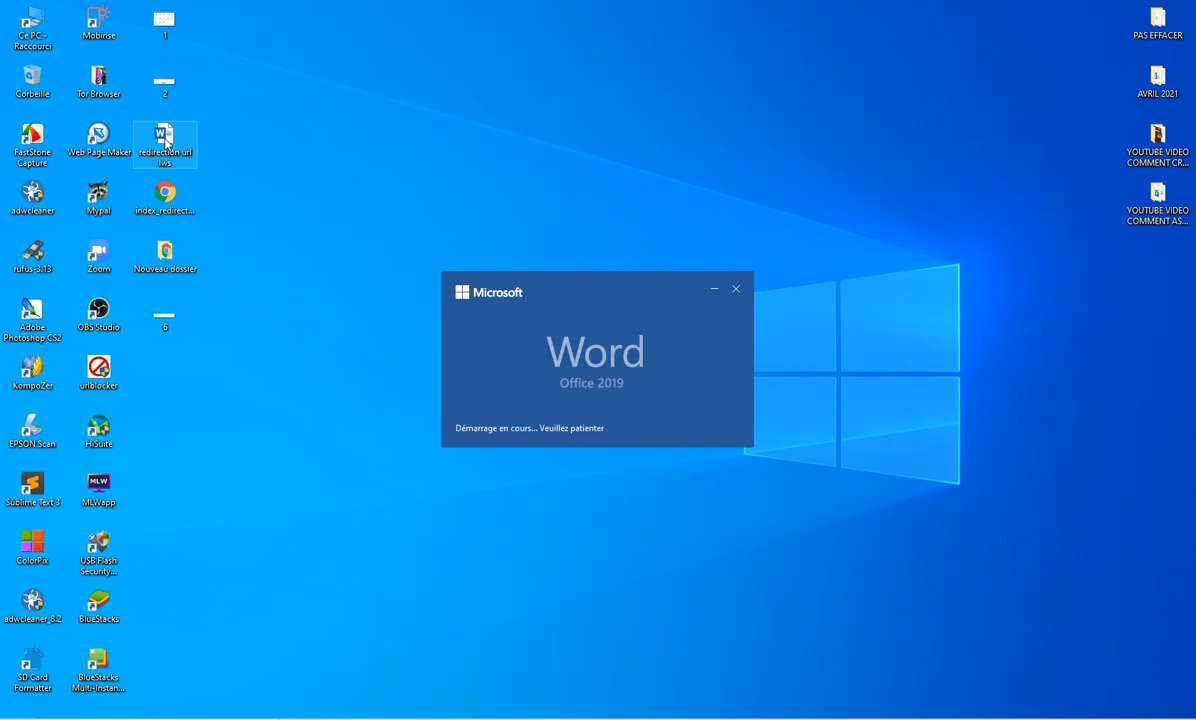 Ce PC -
Raccourci
Mobirise
1
Corbeille
Tor Browser
2
FastStone
Capture
Web Page Maker
redirection url
lws
adwcleaner
Mypal
index_redirect...
rufus-3.13
Zoom
Nouveau dossier
Adobe
Photoshop CS2
OBS Studio
6
KompoZer
urlblocker
EPSON Scan
HiSuite
Sublime Text 3
MLW
MLWapp
ColorPix
USB Flash
Security...
adwcleaner_8.2
BlueStacks
SD Card
Formatter
BlueStacks
Multi-Instan...
Microsoft
Word
Office 2019
Démarrage en cours... Veuillez patienter
PAS EFFACER
AVRIL 2021
YOUTUBE VIDEO
COMMENT CR...
YOUTUBE VIDEO
COMMENT AS...